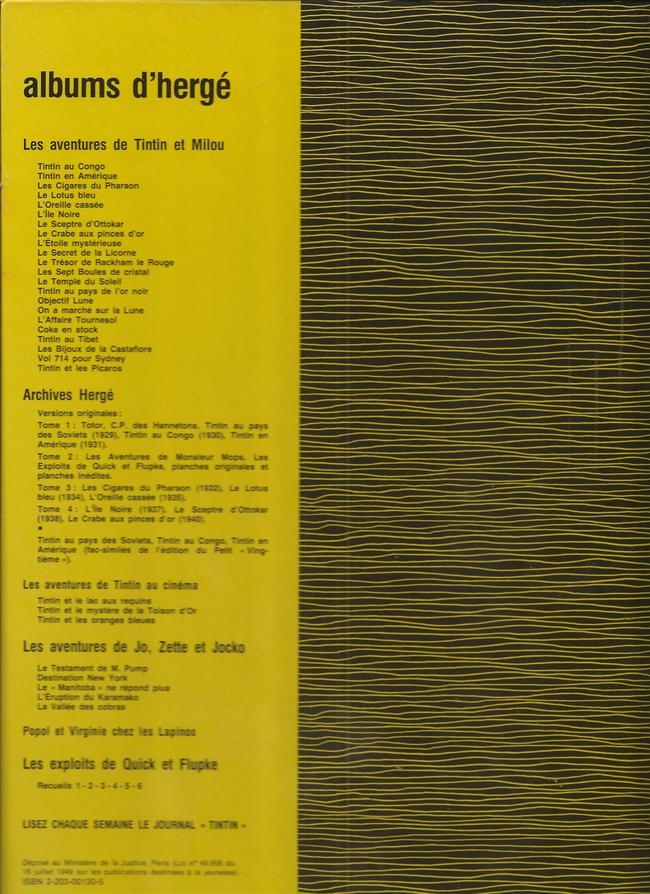 albums d'hergé
Les aventures de Tintin et Milou
Tintin au Congo
Tintin en Amérique
Les Cigares du Pharaon
Le Lotus bleu
L'Oreille cassée
L'Île Noire
Le Sceptre d'Ottokar
Le Crabe aux pinces d'or
L'Étoile mystérieuse
Le Secret de la Licorne
Le Trésor de Rackham le Rouge
Les Sept Boules de cristal
Le Temple du Soleil
Tintin au pays de l'or noir
Objectif Lune
On a marché sur la Lune
L'Affaire Tournesol
Coke en stock
Tintin au Tibet
Les Bijoux de la Castafiore
Vol 714 pour Sydney
Tintin et les Picaros
Archives Hergé
Versions originales :
Tome 1 : Totor, C.P. des Hannetons, Tintin au pays
des Soviets (1929), Tintin au Congo (1930), Tintin en
Amérique (1931).
Tome 2 : Les Aventures de Monsieur Mops, Les
Exploits de Quick et Flupke, planches originales et
planches inédites.
Tome 3 : Les Cigares du Pharaon (1932), Le Lotus
bleu (1934), L'Oreille cassée (1935).
Tome 4 : L'Île Noire (1937), Le Sceptre d'Ottokar
(1938), Le Crabe aux pinces d'or (1940).
*
Tintin au pays des Soviets, Tintin au Congo, Tintin en
Amérique (fac-similés de l'édition du Petit « Ving-
tième »).
Les aventures de Tintin au cinéma
Tintin et le lac aux requins
Tintin et le mystère de la Toison d'Or
Tintin et les oranges bleues
Les aventures de Jo, Zette et Jocko
Le Testament de M. Pump
Destination New York
Le « Manitoba » ne répond plus
L'Éruption du Karamako
La Vallée des cobras
Popol et Virginie chez les Lapinos
Les exploits de Quick et Flupke
Recueils 1 - 2 - 3 - 4 - 5 - 6
LISEZ CHAQUE SEMAINE LE JOURNAL « TINTIN »
Déposé au Ministère de la Justice, Paris (Loi n° 49.956 du
16 juillet 1949 sur les publications destinées à la jeunesse).
ISBN 2-203-00130-5